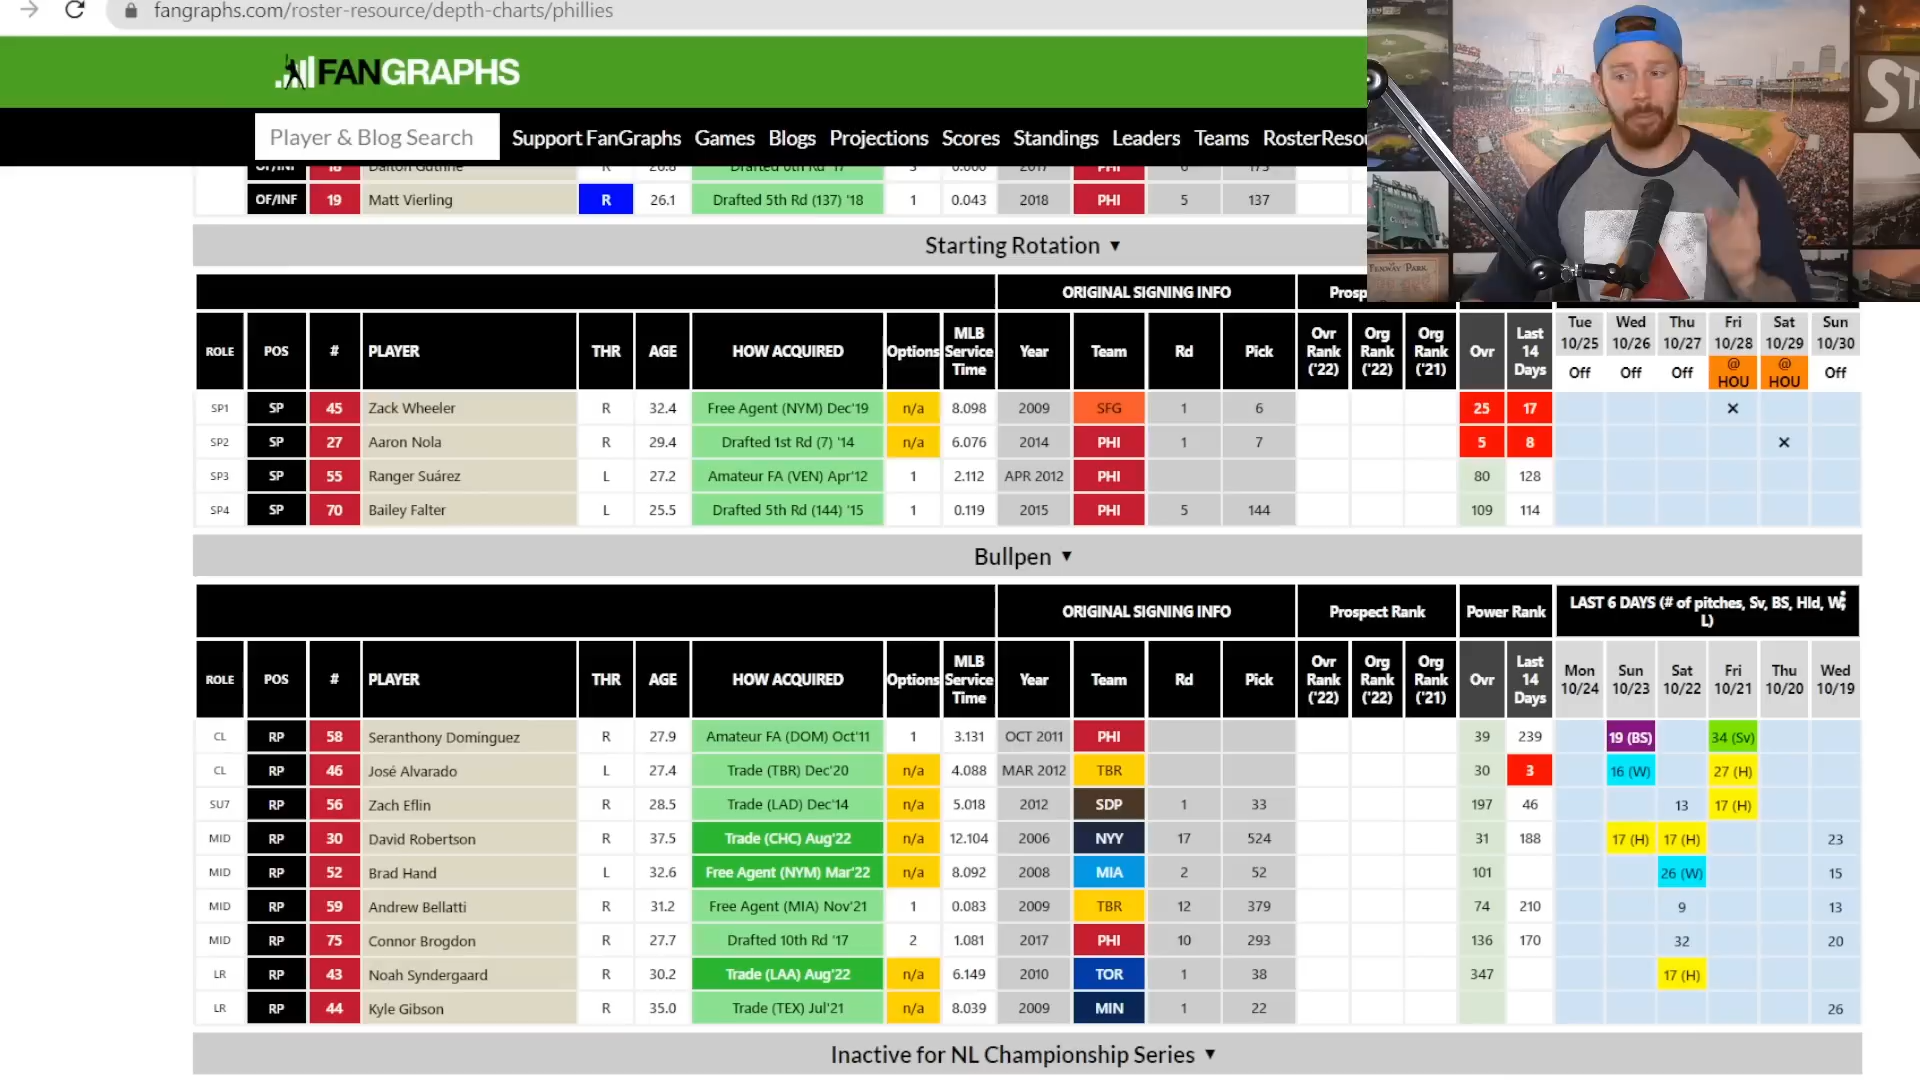 fangraphs.com/roster-resource/depth-charts/phillies
FANGRAPHS
Player & Blog Search Support FanGraphs Games Blogs Projections Scores Standings Leaders Teams
OF/INF 18 Dalton Guthrie R 26.8 Drafted 6th Rd '17 3 0.000 2017 PHI 6 173
OF/INF 19 Matt Vierling R 26.1 Drafted 5th Rd (137) '18 1 0.043 2018 PHI 5 137
Starting Rotation ▼
ORIGINAL SIGNING INFO
ROLE POS # PLAYER THR AGE HOW ACQUIRED Options MLB Service Time Year Team Rd Pick Ovr Rank ('22) Org Rank ('22) Org Rank ('21) Ovr Last 14 Days Tue 10/25 Off Wed 10/26 Off Thu 10/27 Off Fri 10/28 @ HOU Sat 10/29 @ HOU Sun 10/30 Off
SP1 SP 45 Zack Wheeler R 32.4 Free Agent (NYM) Dec'19 n/a 8.098 2009 SFG 1 6 25 17 ×
SP2 SP 27 Aaron Nola R 29.4 Drafted 1st Rd (7) '14 n/a 6.076 2014 PHI 1 7 5 8 ×
SP3 SP 55 Ranger Suárez L 27.2 Amateur FA (VEN) Apr'12 1 2.112 APR 2012 PHI 80 128
SP4 SP 70 Bailey Falter L 25.5 Drafted 5th Rd (144) '15 1 0.119 2015 PHI 5 144 109 114
Bullpen ▼
ORIGINAL SIGNING INFO Prospect Rank Power Rank LAST 6 DAYS (# of pitches, Sv, BS, Hld, W, L)
ROLE POS # PLAYER THR AGE HOW ACQUIRED Options MLB Service Time Year Team Rd Pick Ovr Rank ('22) Org Rank ('22) Org Rank ('21) Ovr Last 14 Days Mon 10/24 Sun 10/23 Sat 10/22 Fri 10/21 Thu 10/20 Wed 10/19
CL RP 58 Seranthony Domínguez R 27.9 Amateur FA (DOM) Oct'11 1 3.131 OCT 2011 PHI 39 239 19 (BS) 34 (Sv)
CL RP 46 José Alvarado L 27.4 Trade (TBR) Dec'20 n/a 4.088 MAR 2012 TBR 30 3 16 (W) 27 (H)
SU7 RP 56 Zach Eflin R 28.5 Trade (LAD) Dec'14 n/a 5.018 2012 SDP 1 33 197 46 13 17 (H)
MID RP 30 David Robertson R 37.5 Trade (CHC) Aug'22 n/a 12.104 2006 NYY 17 524 31 188 17 (H) 17 (H) 23
MID RP 52 Brad Hand L 32.6 Free Agent (NYM) Mar'22 n/a 8.092 2008 MIA 2 52 101 26 (W) 15
MID RP 59 Andrew Bellatti R 31.2 Free Agent (MIA) Nov'21 1 0.083 2009 TBR 12 379 74 210 9 13
MID RP 75 Connor Brogdon R 27.7 Drafted 10th Rd '17 2 1.081 2017 PHI 10 293 136 170 32 20
LR RP 43 Noah Syndergaard R 30.2 Trade (LAA) Aug'22 n/a 6.149 2010 TOR 1 38 347 17 (H)
LR RP 44 Kyle Gibson R 35.0 Trade (TEX) Jul'21 n/a 8.039 2009 MIN 1 22 26
Inactive for NL Championship Series ▼
FENWAY PARK